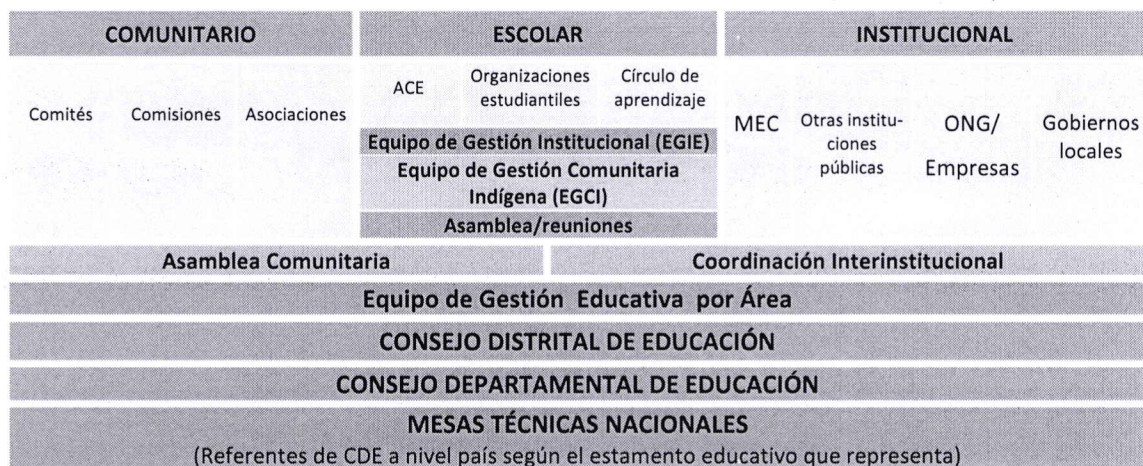 COMUNITARIO
ESCOLAR
INSTITUCIONAL
Comités
Comisiones
Asociaciones
ACE
Organizaciones
estudiantiles
Círculo de
aprendizaje
Equipo de Gestión Institucional (EGIE)
Equipo de Gestión Comunitaria
Indígena (EGCI)
Asamblea/reuniones
MEC
Otras institu-
ciones
públicas
ONG/
Empresas
Gobiernos
locales
Asamblea Comunitaria
Coordinación Interinstitucional
Equipo de Gestión Educativa por Área
CONSEJO DISTRITAL DE EDUCACIÓN
CONSEJO DEPARTAMENTAL DE EDUCACIÓN
MESAS TÉCNICAS NACIONALES
(Referentes de CDE a nivel país según el estamento educativo que representa)